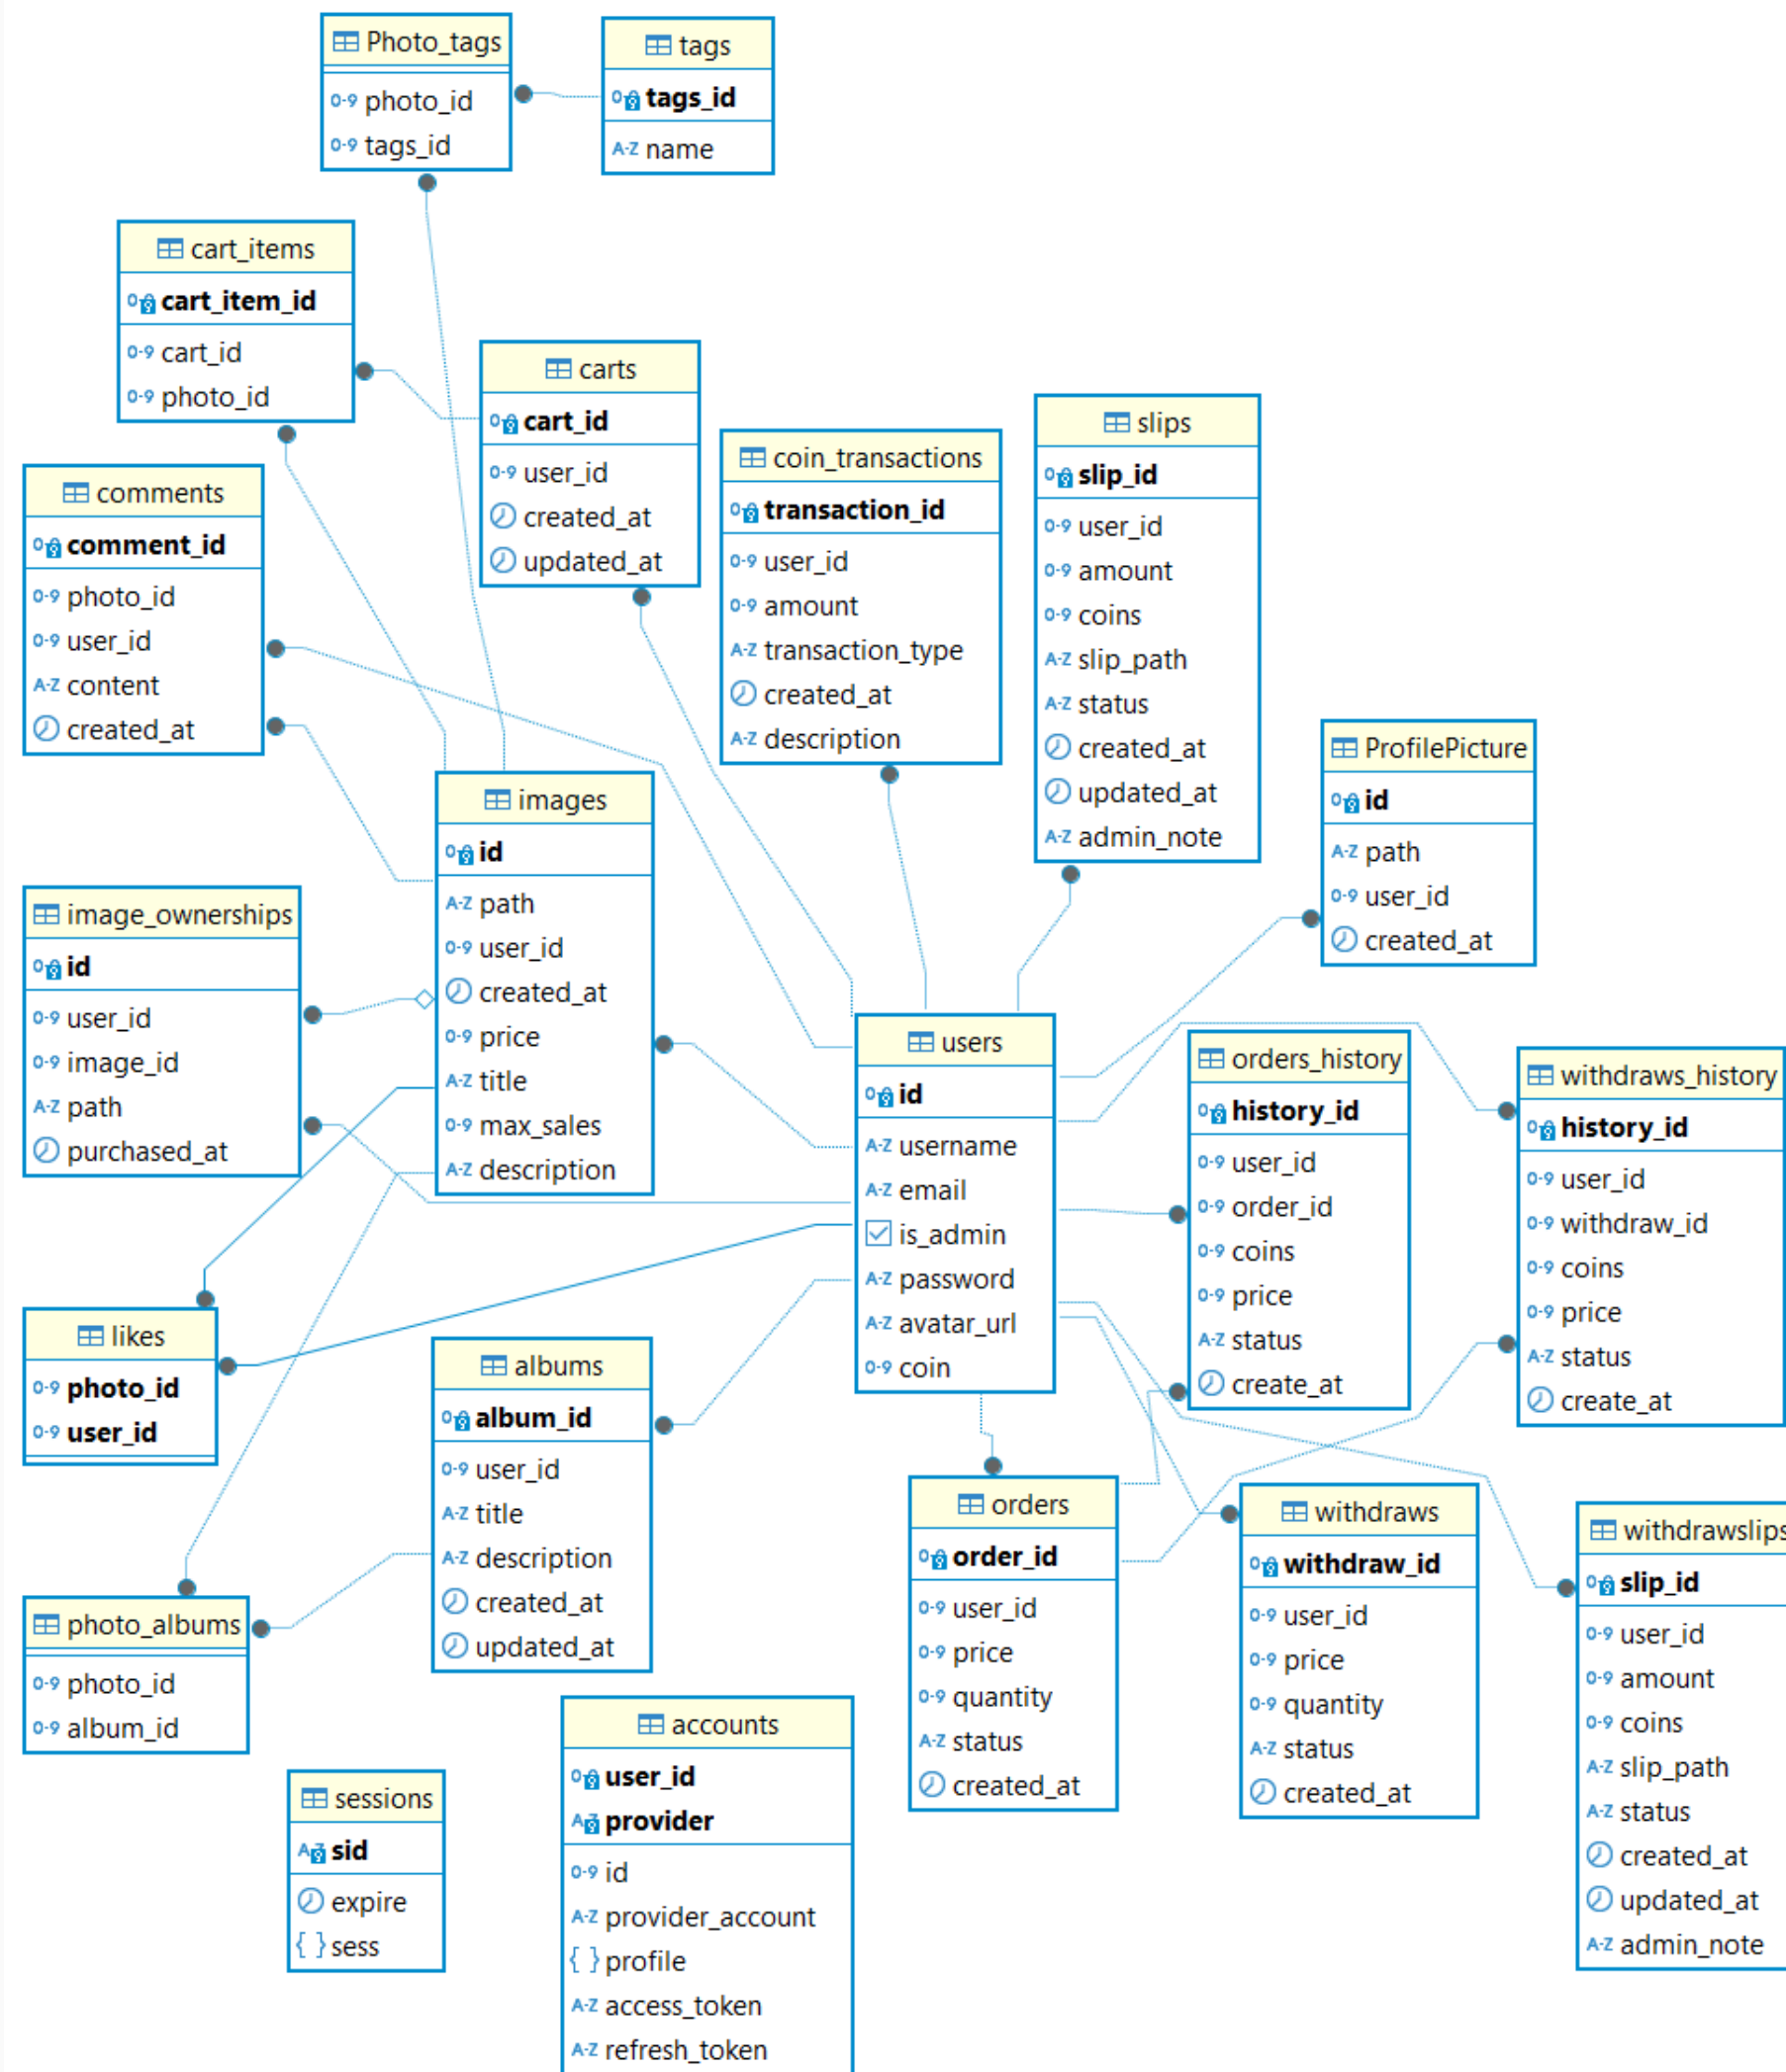 Photo_tags
photo_id
tags_id
tags
tags_id
name
cart_items
cart_item_id
cart_id
photo_id
carts
cart_id
user_id
created_at
updated_at
coin_transactions
transaction_id
user_id
amount
transaction_type
created_at
description
slips
slip_id
user_id
amount
coins
slip_path
status
created_at
updated_at
admin_note
comments
comment_id
photo_id
user_id
content
created_at
ProfilePicture
id
path
user_id
created_at
images
id
path
user_id
created_at
price
title
max_sales
description
image_ownerships
id
user_id
image_id
path
purchased_at
users
id
username
email
is_admin
password
avatar_url
coin
orders_history
history_id
user_id
order_id
coins
price
status
create_at
withdraws_history
history_id
user_id
withdraw_id
coins
price
status
create_at
likes
photo_id
user_id
albums
album_id
user_id
title
description
created_at
updated_at
orders
order_id
user_id
price
quantity
status
created_at
withdraws
withdraw_id
user_id
price
quantity
status
created_at
withdrawslips
slip_id
user_id
amount
coins
slip_path
status
created_at
updated_at
admin_note
photo_albums
photo_id
album_id
sessions
sid
expire
sess
accounts
user_id
provider
id
provider_account
profile
access_token
refresh_token